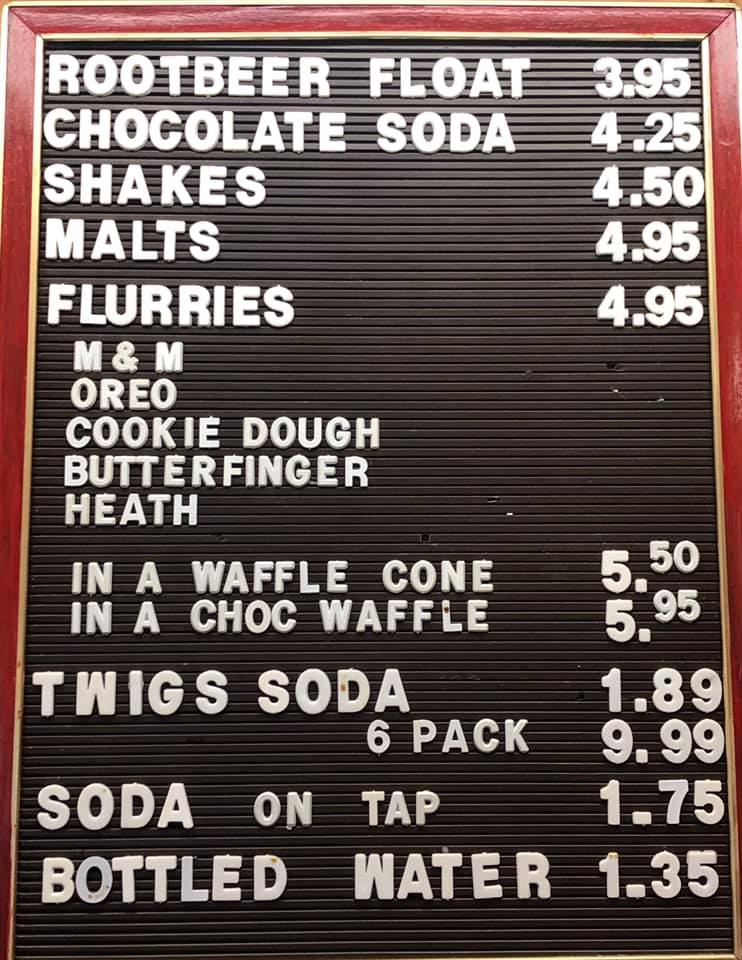 ROOTBEER FLOAT 3.95
CHOCOLATE SODA 4.25
SHAKES 4.50
MALTS 4.95
FLURRIES 4.95
M & M
OREO
COOKIE DOUGH
BUTTERFINGER
HEATH
IN A WAFFLE CONE 5.50
IN A CHOC WAFFLE 5.95
TWIGS SODA 1.89
6 PACK 9.99
SODA ON TAP 1.75
BOTTLED WATER 1.35